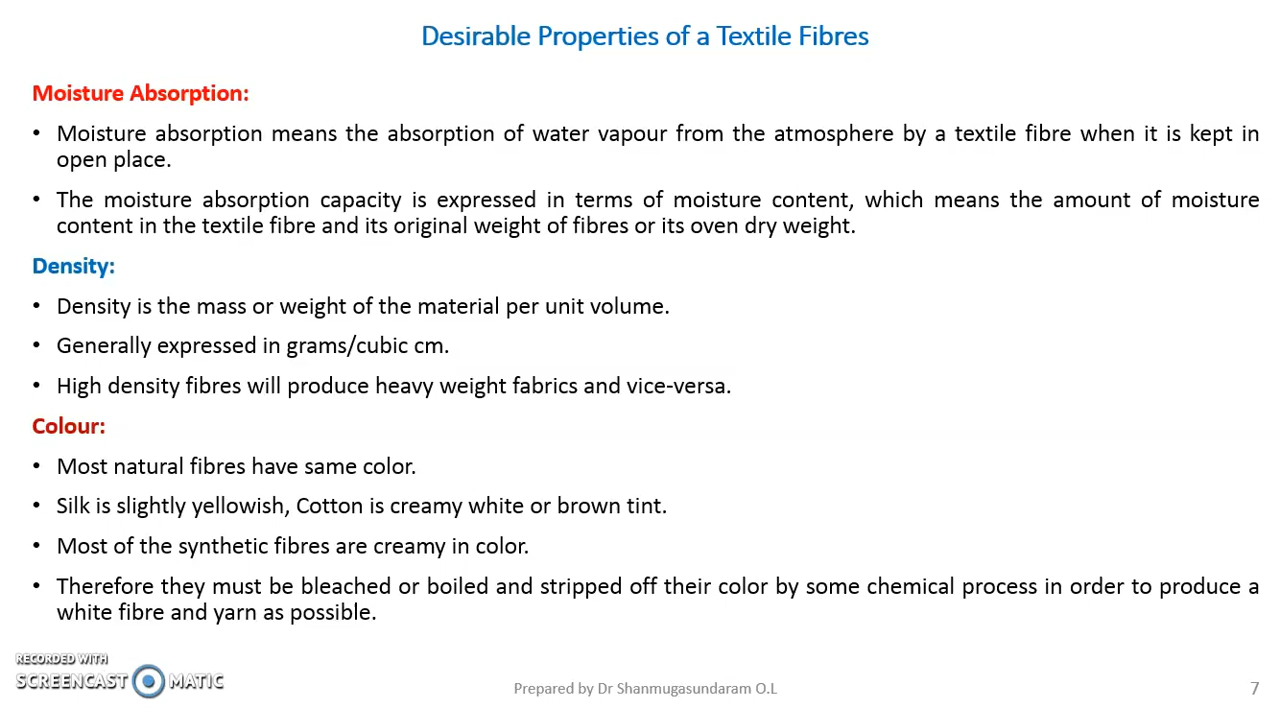 Desirable Properties of a Textile Fibres
Moisture Absorption:
• Moisture absorption means the absorption of water vapour from the atmosphere by a textile fibre when it is kept in
open place.
• The moisture absorption capacity is expressed in terms of moisture content, which means the amount of moisture
content in the textile fibre and its original weight of fibres or its oven dry weight.
Density:
• Density is the mass or weight of the material per unit volume.
• Generally expressed in grams/cubic cm.
• High density fibres will produce heavy weight fabrics and vice-versa.
Colour:
• Most natural fibres have same color.
• Silk is slightly yellowish, Cotton is creamy white or brown tint.
• Most of the synthetic fibres are creamy in color.
• Therefore they must be bleached or boiled and stripped off their color by some chemical process in order to produce a
white fibre and yarn as possible.
RECORDED WITH
SCREENCAST MATIC
Prepared by Dr Shanmugasundaram O.L
7